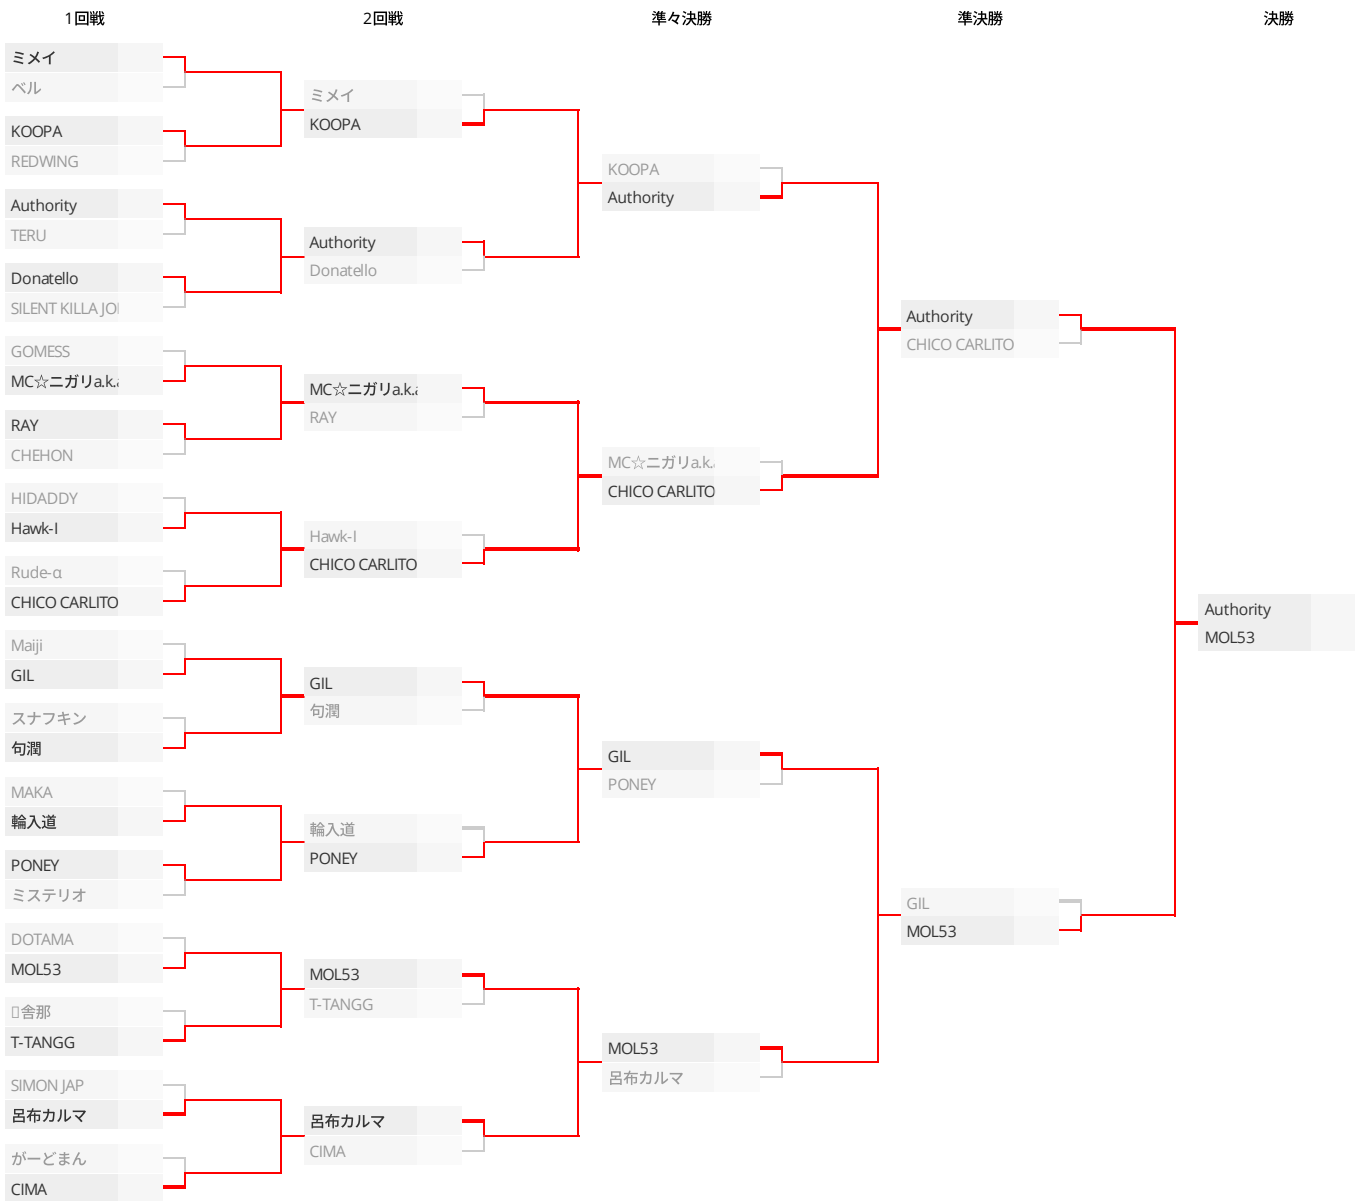 1回戦
2回戦
準々決勝
準決勝
決勝
ミメイ
ベル
KOOPA
REDWING
Authority
TERU
Donatello
SILENT KILLA JO
GOMESS
MC☆ニガリa.k.a
RAY
CHEHON
HIDADDY
Hawk-I
Rude-α
CHICO CARLITO
Maiji
GIL
スナフキン
句潤
MAKA
輪入道
PONEY
ミステリオ
DOTAMA
MOL53
舎那
T-TANGG
SIMON JAP
呂布カルマ
がーどまん
CIMA
ミメイ
KOOPA
Authority
Donatello
MC☆ニガリa.k.a
RAY
Hawk-I
CHICO CARLITO
GIL
句潤
輪入道
PONEY
MOL53
T-TANGG
呂布カルマ
CIMA
KOOPA
Authority
MC☆ニガリa.k.a
CHICO CARLITO
GIL
PONEY
MOL53
呂布カルマ
Authority
CHICO CARLITO
GIL
MOL53
Authority
MOL53